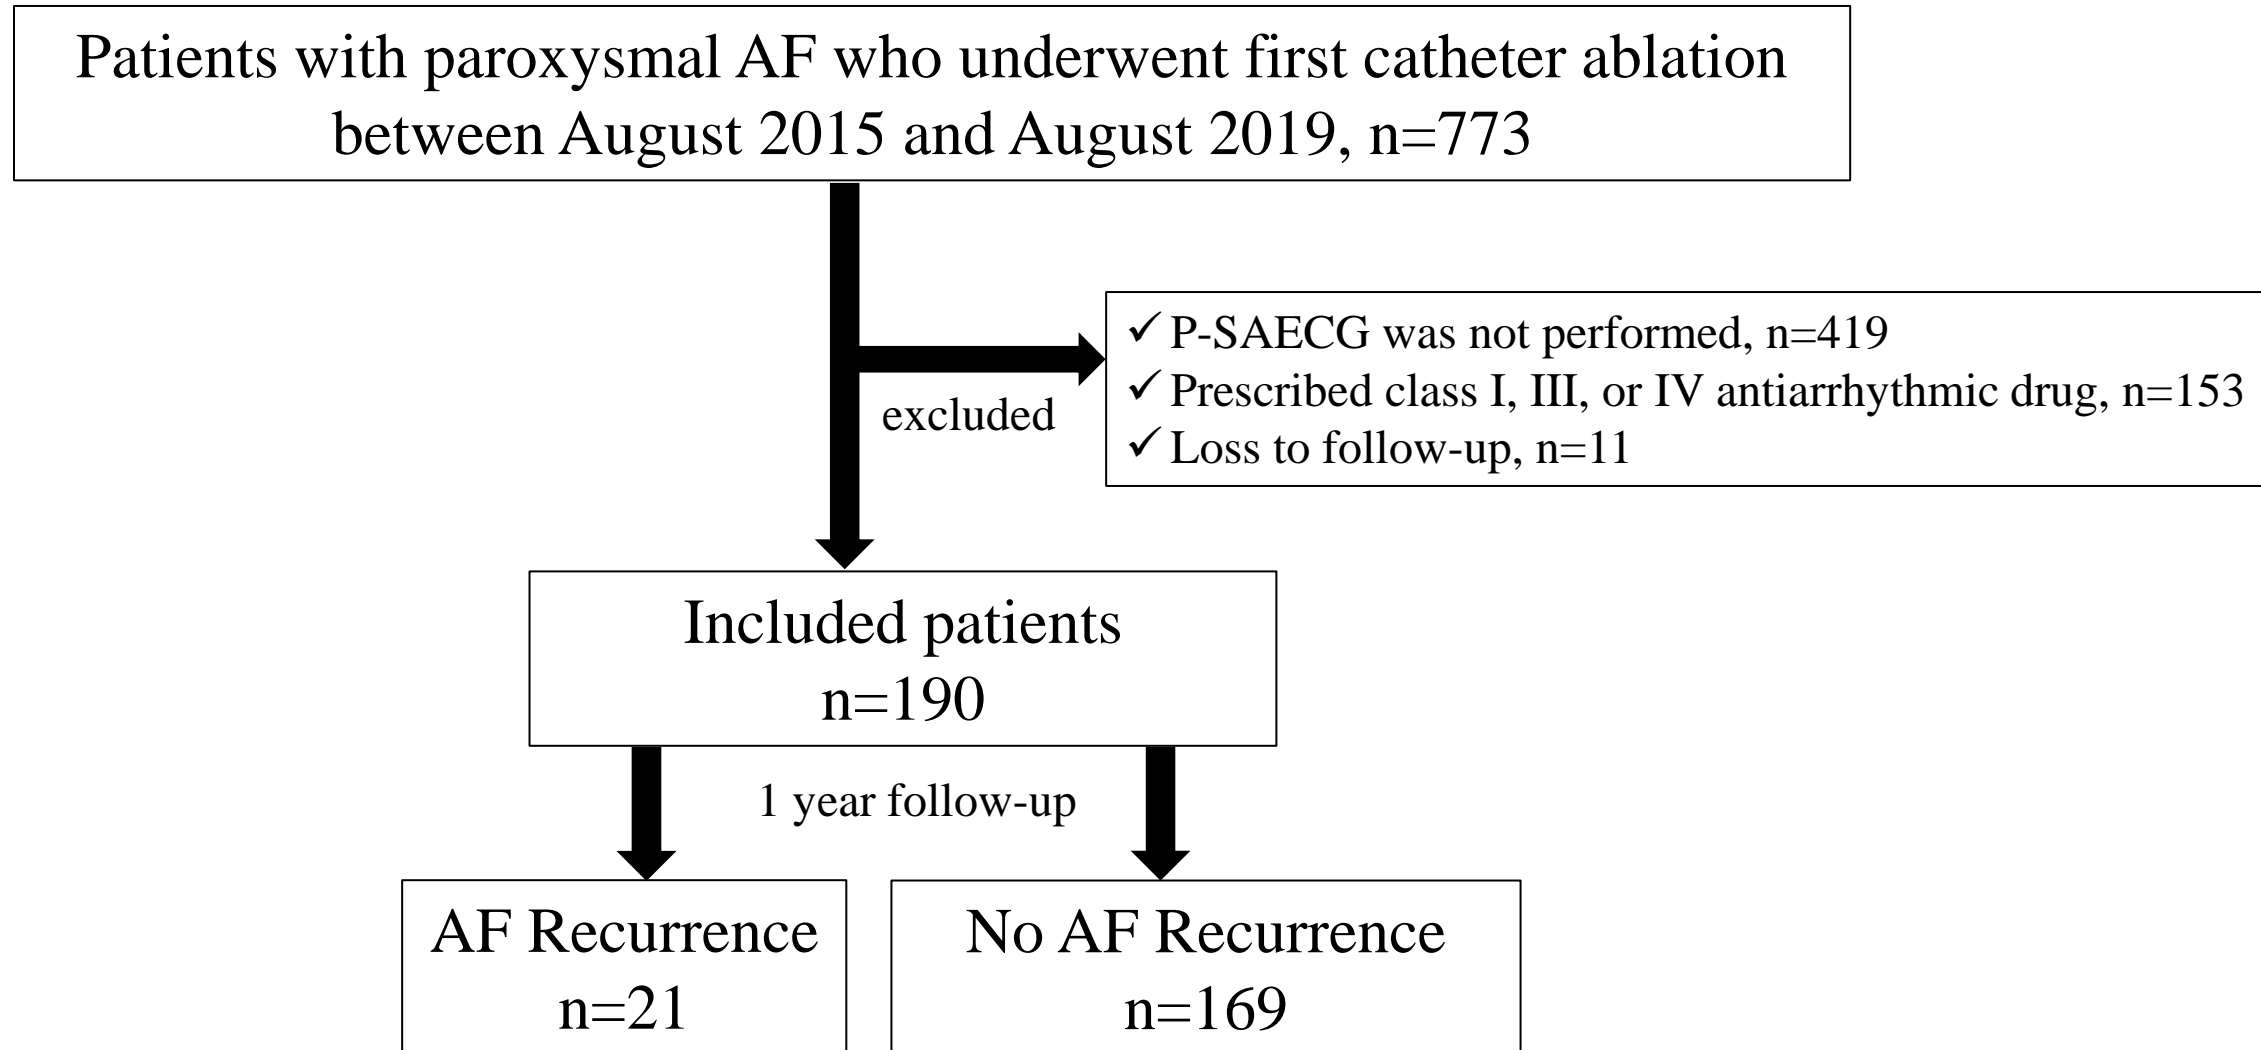 Patients with paroxysmal AF who underwent first catheter ablation
between August 2015 and August 2019, n=773
✓ P-SAECG was not performed, n=419
✓ Prescribed class I, III, or IV antiarrhythmic drug, n=153
✓ Loss to follow-up, n=11
excluded
Included patients
n=190
1 year follow-up
AF Recurrence
n=21
No AF Recurrence
n=169